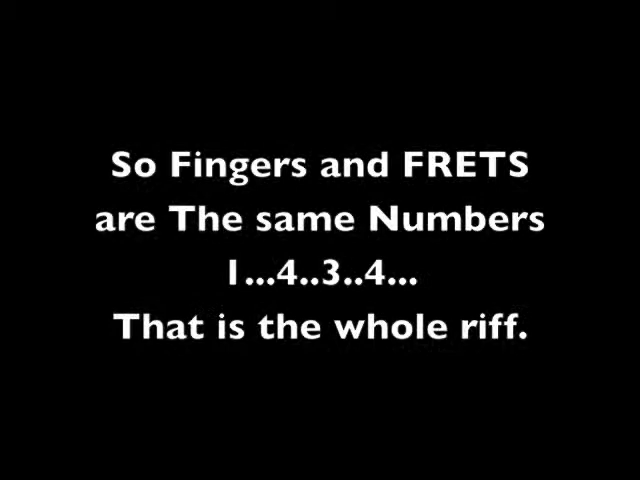 So Fingers and FRETS
are The same Numbers
1...4..3..4...
That is the whole riff.